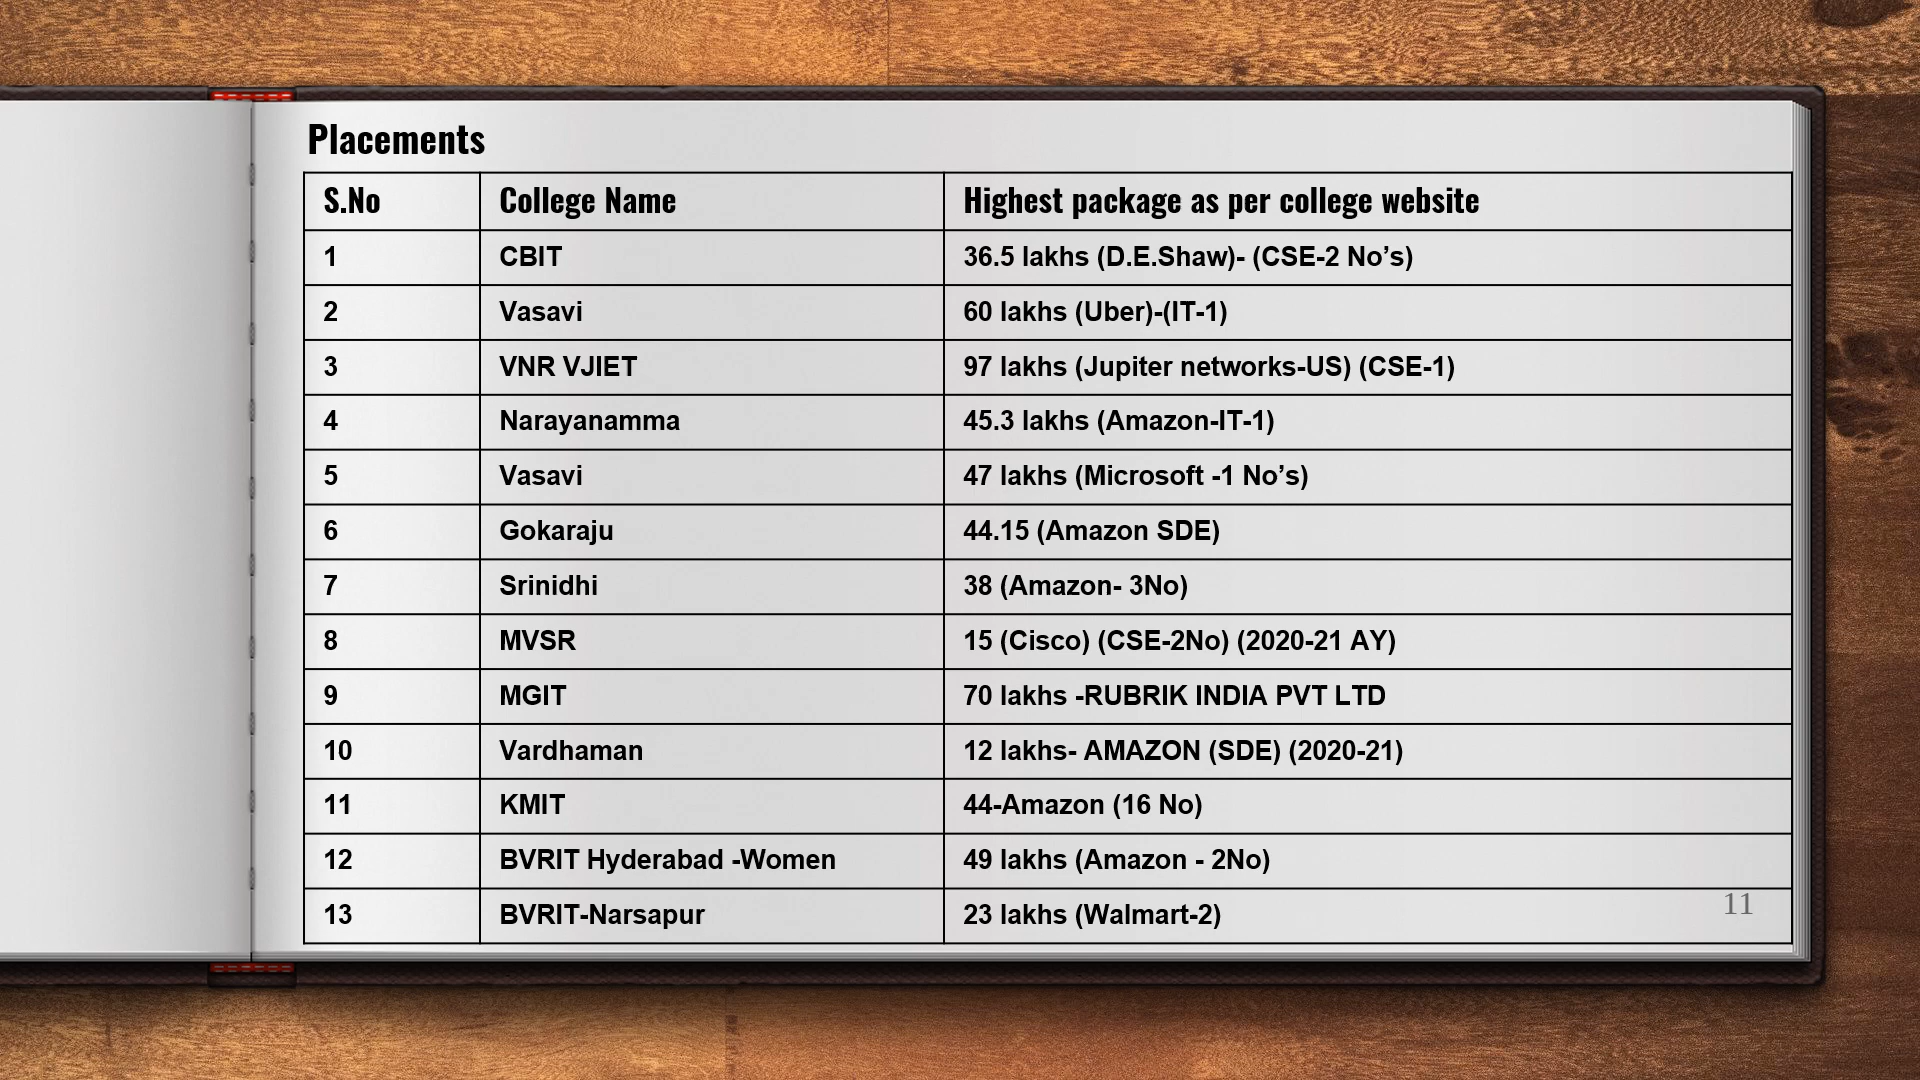 Placements
S.No College Name Highest package as per college website
1 CBIT 36.5 lakhs (D.E.Shaw)- (CSE-2 No’s)
2 Vasavi 60 lakhs (Uber)-(IT-1)
3 VNR VJIET 97 lakhs (Jupiter networks-US) (CSE-1)
4 Narayanamma 45.3 lakhs (Amazon-IT-1)
5 Vasavi 47 lakhs (Microsoft -1 No’s)
6 Gokaraju 44.15 (Amazon SDE)
7 Srinidhi 38 (Amazon- 3No)
8 MVSR 15 (Cisco) (CSE-2No) (2020-21 AY)
9 MGIT 70 lakhs -RUBRIK INDIA PVT LTD
10 Vardhaman 12 lakhs- AMAZON (SDE) (2020-21)
11 KMIT 44-Amazon (16 No)
12 BVRIT Hyderabad -Women 49 lakhs (Amazon - 2No)
13 BVRIT-Narsapur 23 lakhs (Walmart-2)
11